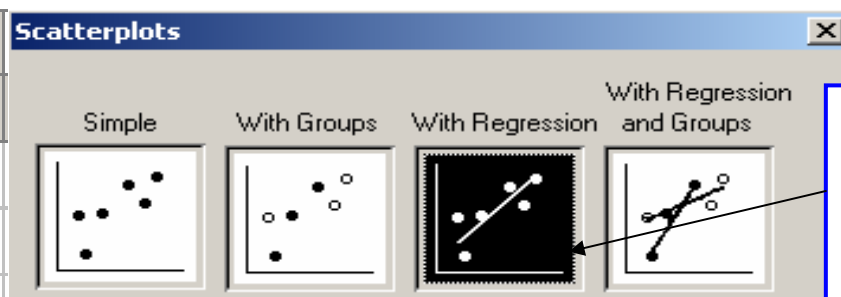 Scatterplots
With Regression
Simple With Groups With Regression and Groups